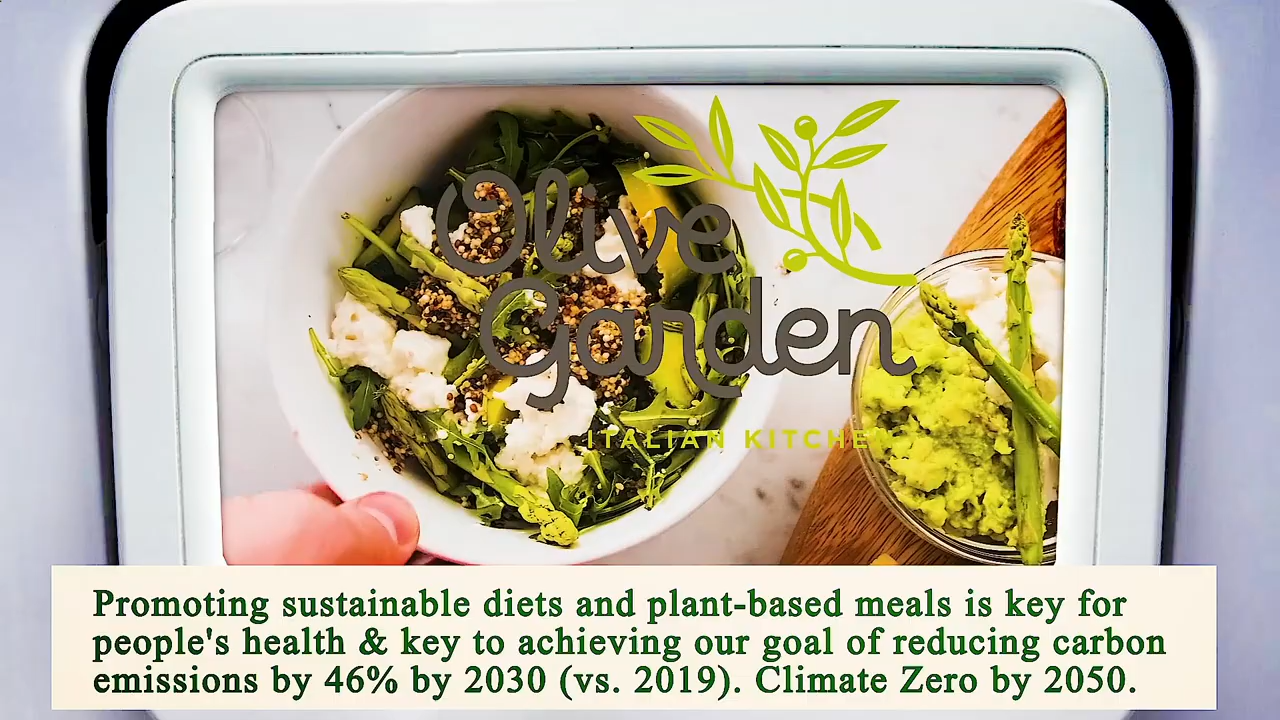 Olive
Garden
ITALIAN KITCHEN
Promoting sustainable diets and plant-based meals is key for
people's health & key to achieving our goal of reducing carbon
emissions by 46% by 2030 (vs. 2019). Climate Zero by 2050.